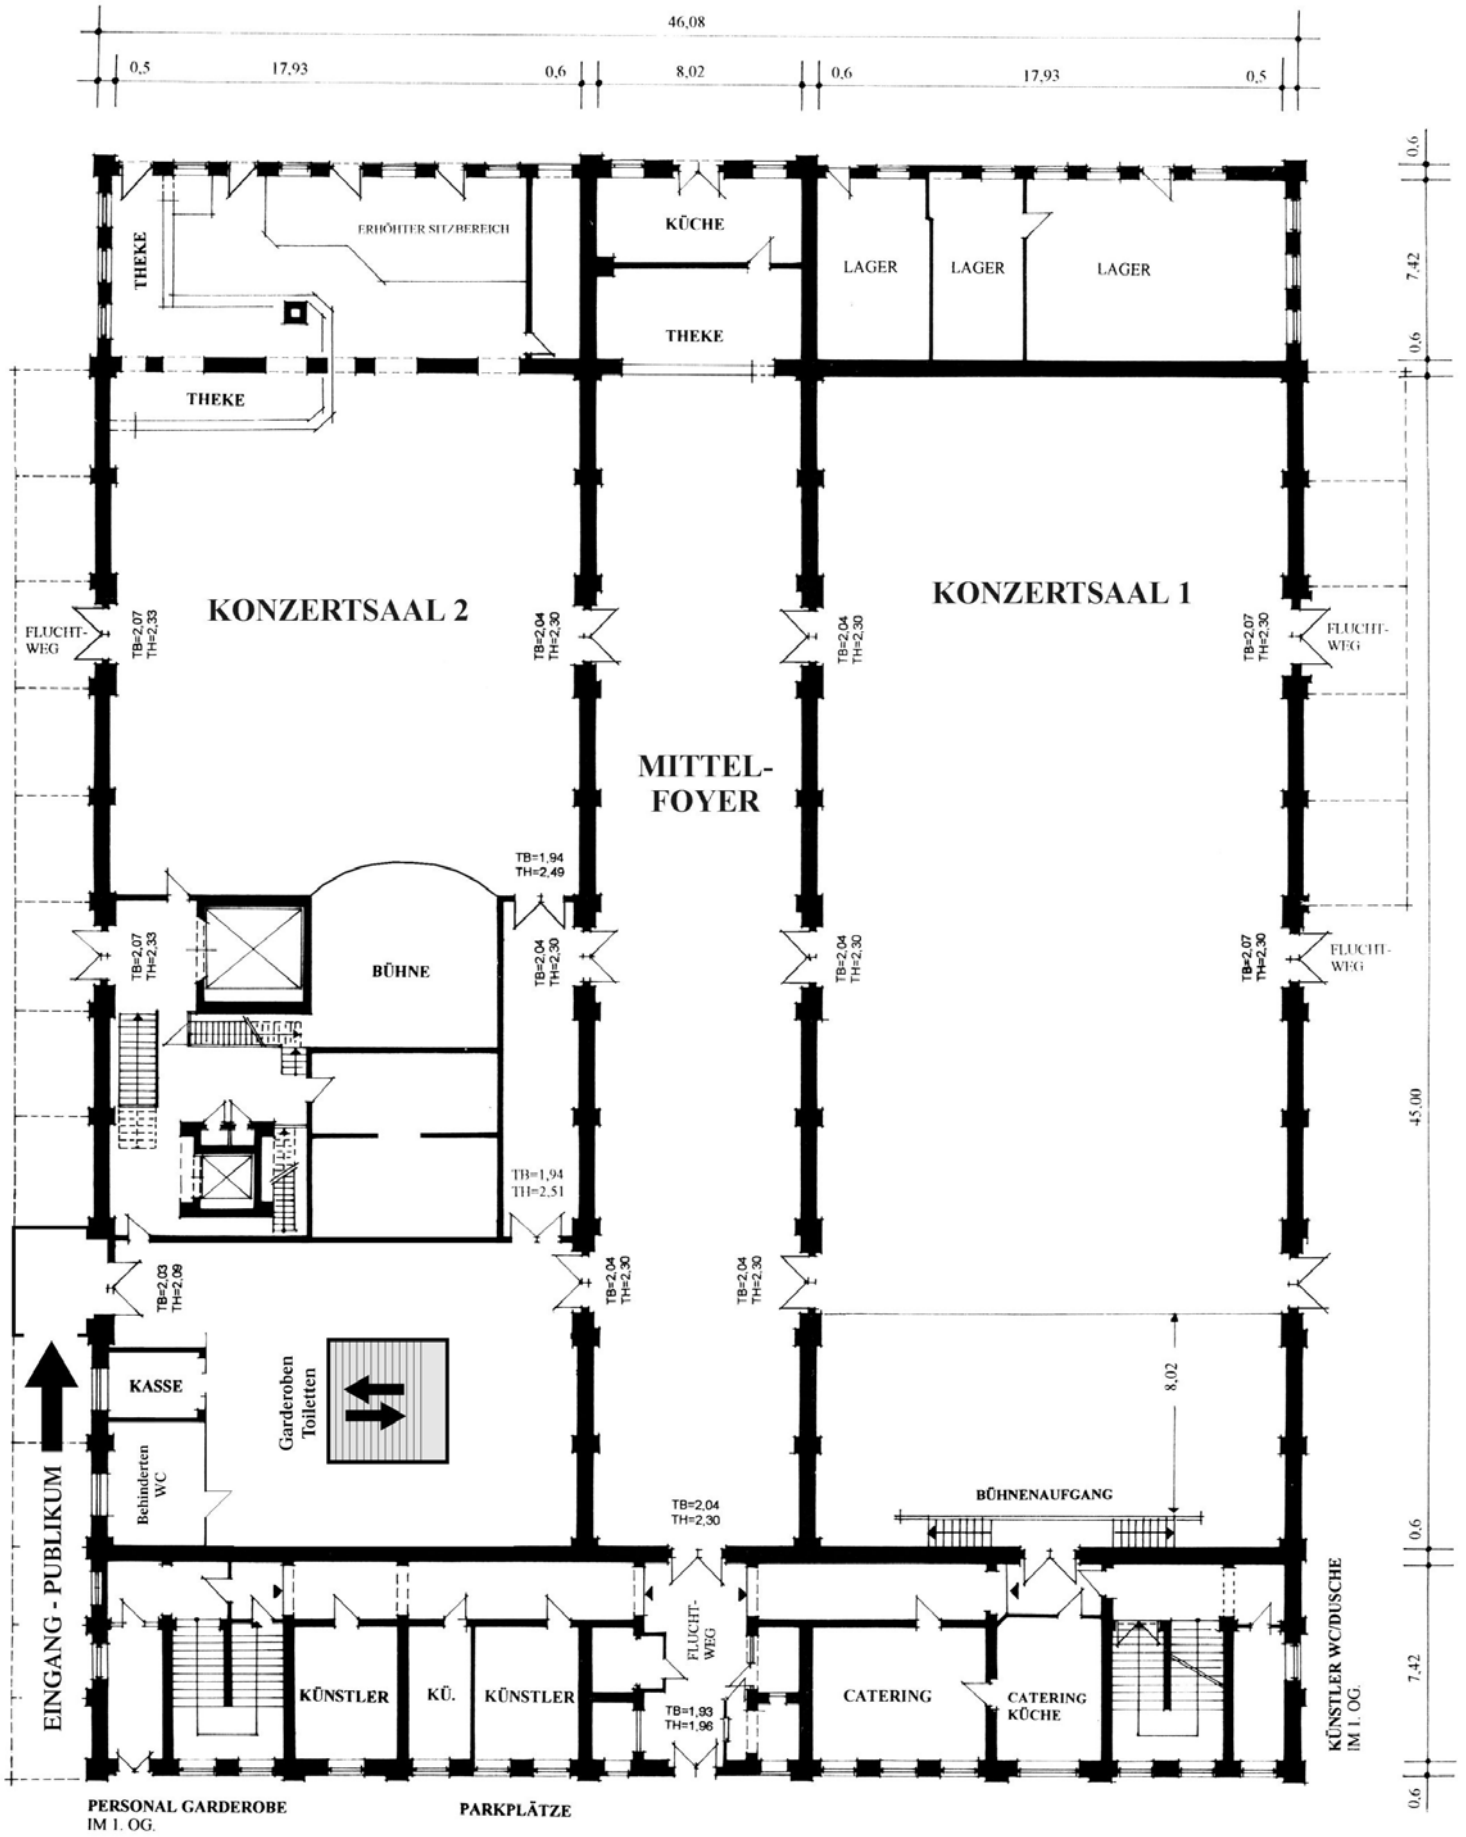 46,08
0,5
17,93
0,6
8,02
0,6
17,93
0,5
0.6
7.42
0.6
THEKE
ERHÖHTER SITZBEREICH
KÜCHE
LAGER
LAGER
LAGER
THEKE
THEKE
KONZERTSAAL 2
KONZERTSAAL 1
FLUCHT-
WEG
TB=2,07
TH=2,33
TB=2,04
TH=2,30
TB=2,04
TH=2,30
TB=2,07
TH=2,30
FLUCHT-
WEG
MITTEL-
FOYER
TB=1,94
TH=2,49
TB=2,07
TH=2,33
BÜHNE
TB=2,04
TH=2,30
TB=2,04
TH=2,30
TB=2,07
TH=2,30
FLUCHT-
WEG
45.00
TB=1,94
TH=2,51
TB=2,03
TH=2,09
TB=2,04
TH=2,30
TB=2,04
TH=2,30
KASSE
Garderoben
Toiletten
8,02
Behinderten
WC
BÜHNENAUFGANG
TB=2,04
TH=2,30
EINGANG - PUBLIKUM
0.6
FLUCHT-
WEG
KÜNSTLER
KÜ.
KÜNSTLER
TB=1,93
TH=1,96
CATERING
CATERING
KÜCHE
KÜNSTLER WC/DUSCHE
IM 1. OG.
7.42
0,6
PERSONAL GARDEROBE
IM 1. OG.
PARKPLÄTZE